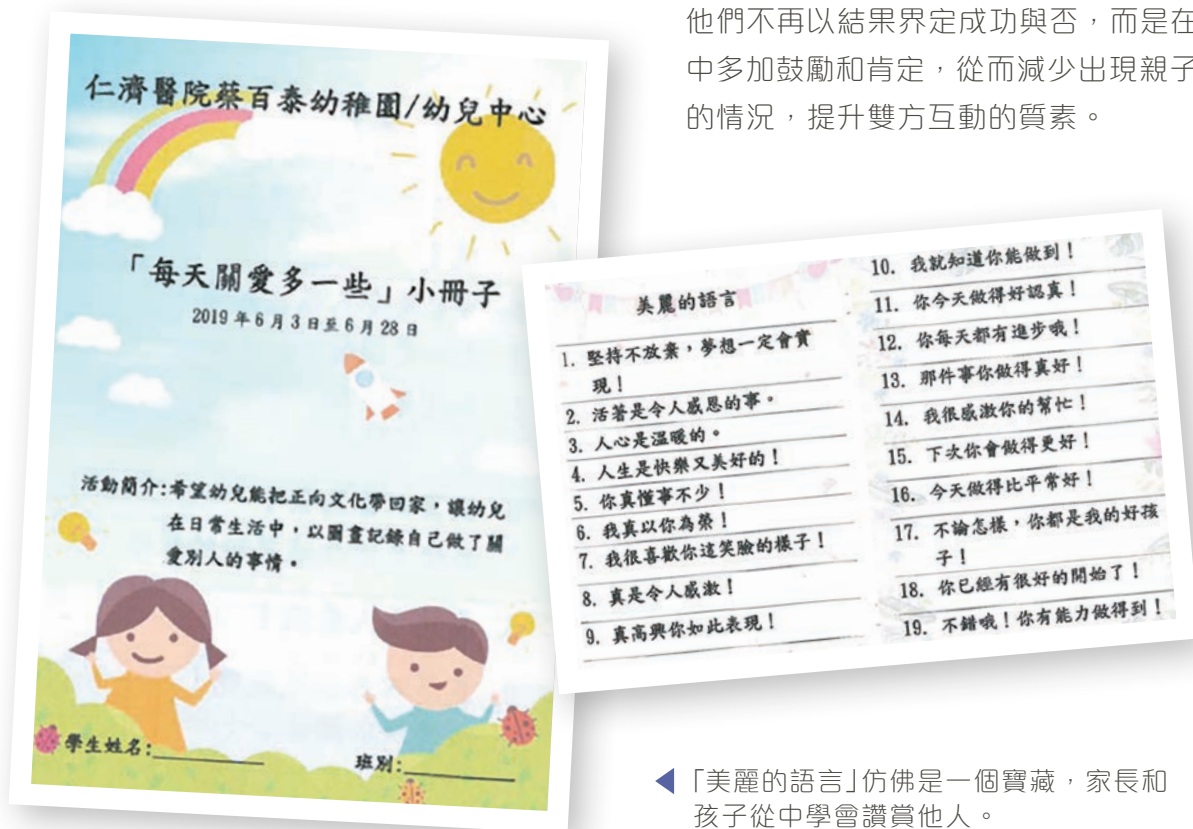 他們不再以結果界定成功與否，而是在
中多加鼓勵和肯定，從而減少出現親子
的情況，提升雙方互動的質素。
仁濟醫院蔡百泰幼稚園/幼兒中心
「每天關愛多一些」小冊子
2019年6月3日至6月28日
活動簡介:希望幼兒能把正向文化帶回家，讓幼兒
在日常生活中，以圖畫記錄自己做了關
愛別人的事情。
學生姓名:
班別:
美麗的語言
1. 堅持不放棄，夢想一定會實
現！
2. 活著是令人感恩的事。
3. 人心是溫暖的。
4. 人生是快樂又美好的！
5. 你真懂事不少！
6. 我真以你為榮！
7. 我很喜歡你這笑臉的樣子！
8. 真是令人感激！
9. 真高興你如此表現！
10. 我就知道你能做到！
11. 你今天做得好認真！
12. 你每天都有進步哦！
13. 那件事你做得真好！
14. 我很感激你的幫忙！
15. 下次你會做得更好！
16. 今天做得比平常好！
17. 不論怎樣，你都是我的好孩
子！
18. 你已經有很好的開始了！
19. 不錯哦！你有能力做得到！
「美麗的語言」仿佛是一個寶藏，家長和
孩子從中學會讚賞他人。